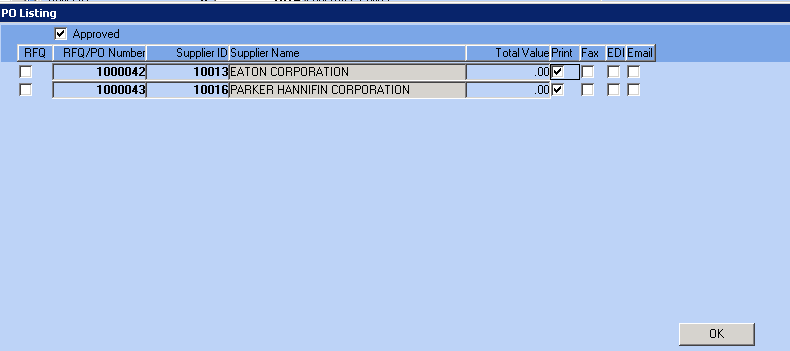 PO Listing
Approved
RFQ RFQ/PO Number Supplier ID Supplier Name Total Value Print Fax EDI Email
1000042 10013 EATON CORPORATION .00
1000043 10016 PARKER HANNIFIN CORPORATION .00
OK